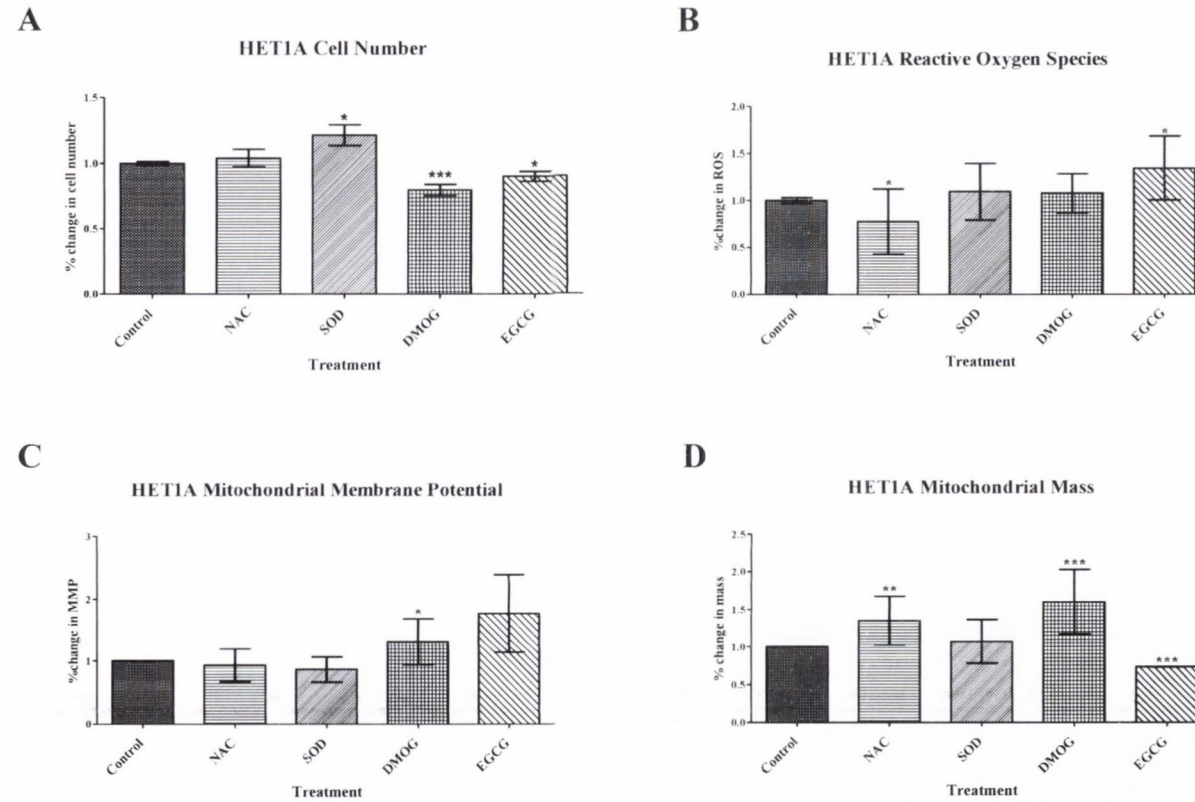 A
HET1A Cell Number
% change in cell number
1.5
1.0
0.5
0.0
*
***
*
Control
NAC
SOD
DMOG
EGCG
Treatment
B
HET1A Reactive Oxygen Species
%change in ROS
2.0
1.5
1.0
0.5
0.0
*
*
Control
NAC
SOD
DMOG
EGCG
Treatment
C
HET1A Mitochondrial Membrane Potential
%change in MMP
3
2
1
0
*
Control
NAC
SOD
DMOG
EGCG
Treatment
D
HET1A Mitochondrial Mass
% change in mass
2.5
2.0
1.5
1.0
0.5
0.0
**
***
***
Control
NAC
SOD
DMOG
EGCG
Treatment